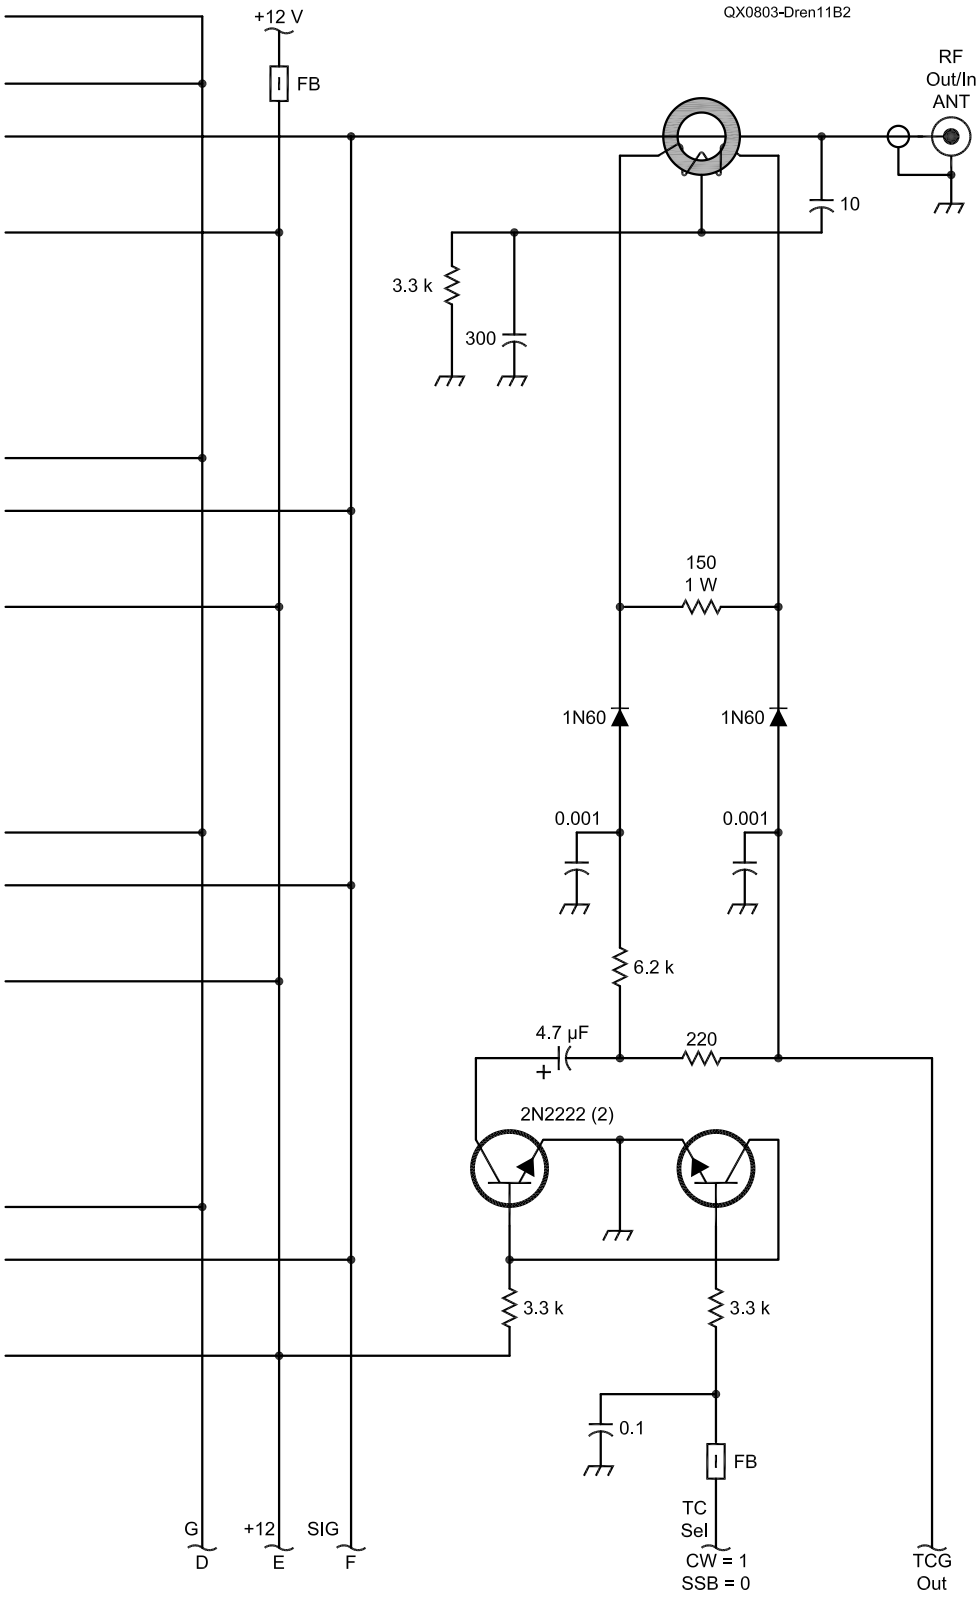 QX0803-Dren11B2
+12 V
FB
RF
Out/In
ANT
10
3.3 k
300
150
1 W
1N60
1N60
0.001
0.001
6.2 k
4.7 µF
+
220
2N2222 (2)
3.3 k
3.3 k
0.1
FB
TC
Sel
G
+12
SIG
D
E
F
CW = 1
SSB = 0
TCG
Out